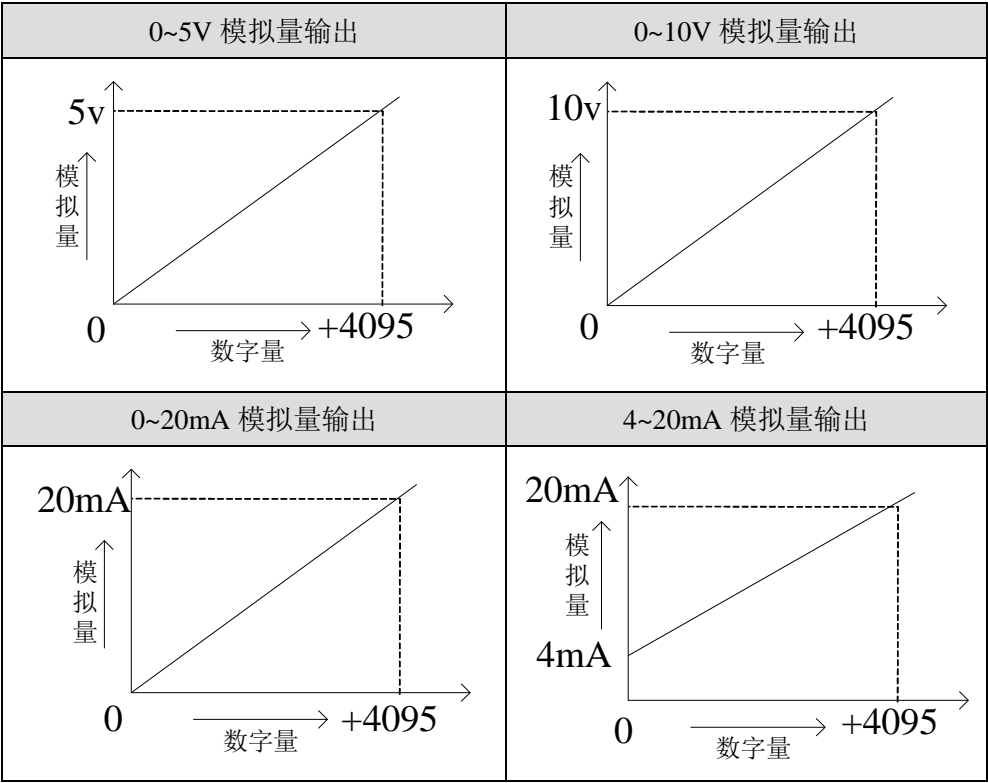 0~5V 模拟量输出
0~10V 模拟量输出
5v
模拟量
0
数字量
+4095
10v
模拟量
0
数字量
+4095
0~20mA 模拟量输出
4~20mA 模拟量输出
20mA
模拟量
0
数字量
+4095
20mA
模拟量
4mA
0
数字量
+4095